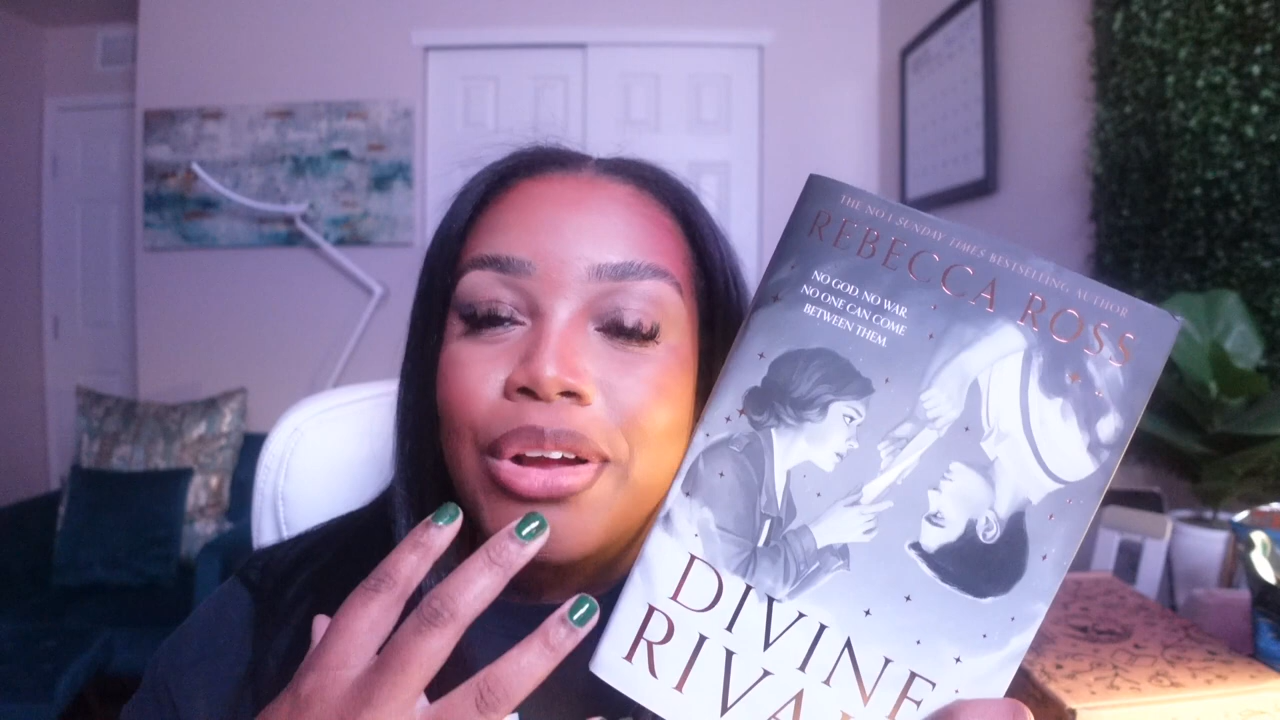 THE NO.1 SUNDAY TIMES BESTSELLING AUTHOR
REBECCA ROSS
NO GOD. NO WAR.
NO ONE CAN COME
BETWEEN THEM.
DIVINE